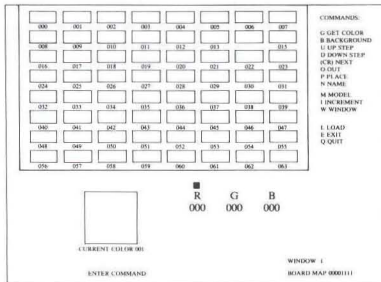 COMMANDS:
000 001 002 003 004 005 006 007
G GET COLOR
B BACKGROUND
008 009 010 011 012 013 015
U UP STEP
D DOWN STEP
016 017 018 019 020 021 022 023
(CR) NEXT
O OUT
P PLACE
024 025 026 027 028 029 030 031
N NAME
M MODEL
I INCREMENT
032 033 034 035 036 037 038 039
W WINDOW
040 041 042 043 044 045 046 047
L LOAD
E EXIT
048 049 050 051 052 053 054 055
Q QUIT
056 057 058 059 060 061 062 063
R G B
000 000 000
CURRENT COLOR 001
WINDOW 1
ENTER COMMAND
BOARD MAP 00001111